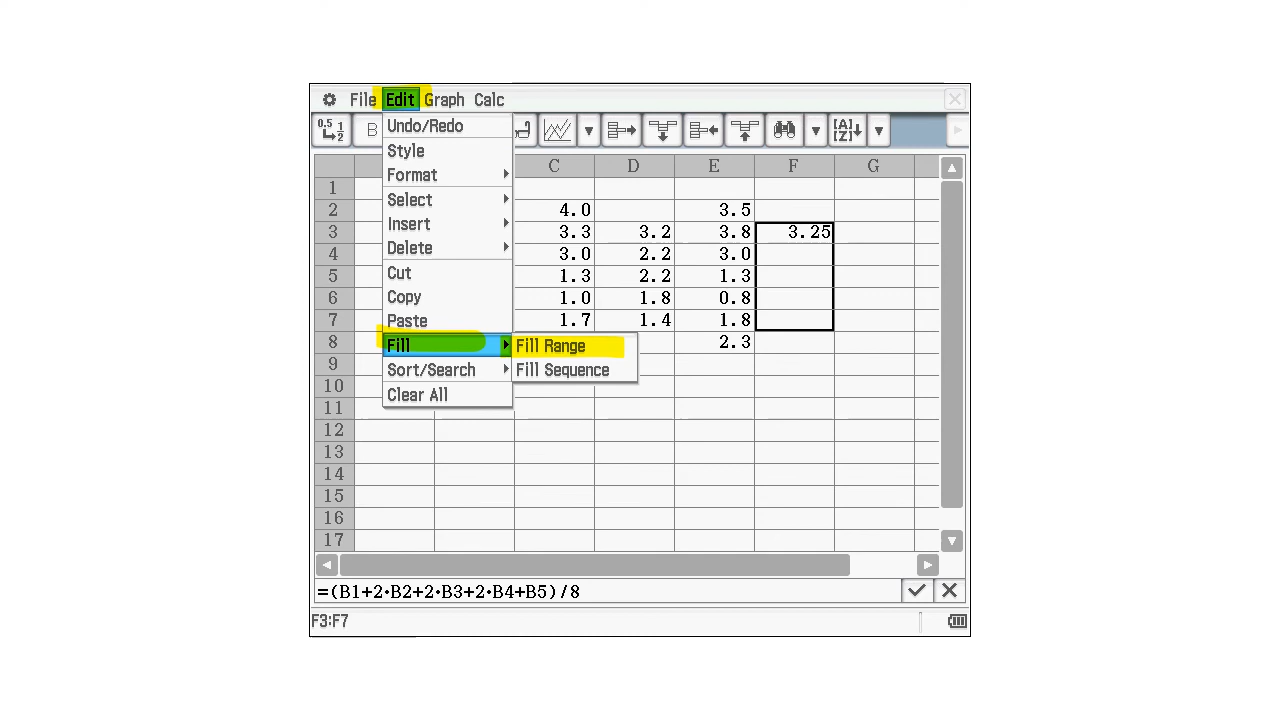 File Edit Graph Calc
0.5 1 2 B
Undo/Redo
Style
Format
Select
Insert
Delete
Cut
Copy
Paste
Fill
Sort/Search
Clear All
Fill Range
Fill Sequence
C D E F G
1
2 4.0 3.5
3 3.3 3.2 3.8 3.25
4 3.0 2.2 3.0
5 1.3 2.2 1.3
6 1.0 1.8 0.8
7 1.7 1.4 1.8
8 2.3
9
10
11
12
13
14
15
16
17
[A]
[Z]
=(B1+2·B2+2·B3+2·B4+B5)/8
F3:F7